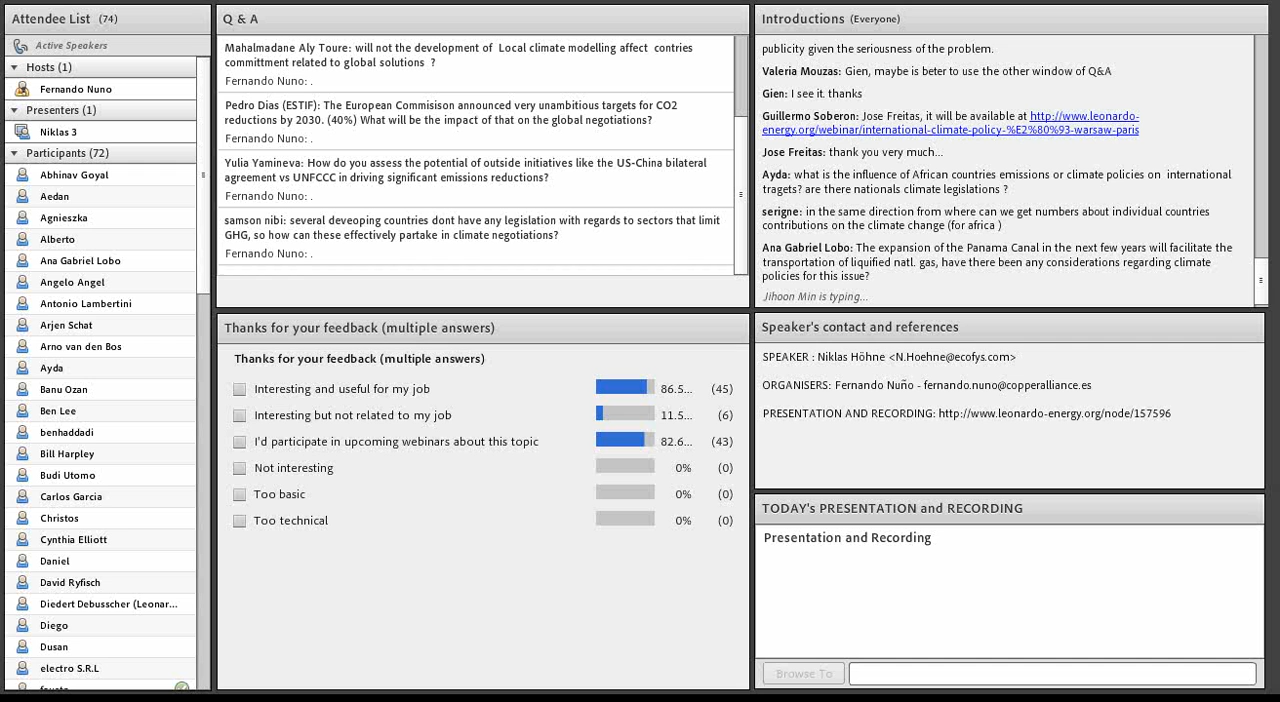 Attendee List (74)
Active Speakers
Hosts (1)
Fernando Nuno
Presenters (1)
Niklas 3
Participants (72)
Abhinav Goyal
Aedan
Agnieszka
Alberto
Ana Gabriel Lobo
Angelo Angel
Antonio Lambertini
Arjen Schat
Arno van den Bos
Ayda
Banu Ozan
Ben Lee
benhaddadi
Bill Harpley
Budi Utomo
Carlos Garcia
Christos
Cynthia Elliott
Daniel
David Ryfisch
Diedert Debusscher (Leonar...
Diego
Dusan
electro S.R.L
Q & A
Mahalmadane Aly Toure: will not the development of Local climate modelling affect contries
committment related to global solutions ?
Fernando Nuno: .
Pedro Dias (ESTIF): The European Commisison announced very unambitious targets for CO2
reductions by 2030. (40%) What will be the impact of that on the global negotiations?
Fernando Nuno: .
Yulia Yamineva: How do you assess the potential of outside initiatives like the US-China bilateral
agreement vs UNFCCC in driving significant emissions reductions?
Fernando Nuno: .
samson nibi: several deveoping countries dont have any legislation with regards to sectors that limit
GHG, so how can these effectively partake in climate negotiations?
Fernando Nuno: .
Thanks for your feedback (multiple answers)
Thanks for your feedback (multiple answers)
Interesting and useful for my job 86.5... (45)
Interesting but not related to my job 11.5... (6)
I'd participate in upcoming webinars about this topic 82.6... (43)
Not interesting 0% (0)
Too basic 0% (0)
Too technical 0% (0)
Introductions (Everyone)
publicity given the seriousness of the problem.
Valeria Mouzas: Gien, maybe is beter to use the other window of Q&A
Gien: I see it. thanks
Guillermo Soberon: Jose Freitas, it will be available at http://www.leonardo-
energy.org/webinar/international-climate-policy-%E2%80%93-warsaw-paris
Jose Freitas: thank you very much...
Ayda: what is the influence of African countries emissions or climate policies on international
tragets? are there nationals climate legislations ?
serigne: in the same direction from where can we get numbers about individual countries
contributions on the climate change (for africa )
Ana Gabriel Lobo: The expansion of the Panama Canal in the next few years will facilitate the
transportation of liquified natl. gas, have there been any considerations regarding climate
policies for this issue?
Jihoon Min is typing...
Speaker's contact and references
SPEAKER : Niklas Höhne <N.Hoehne@ecofys.com>
ORGANISERS: Fernando Nuño - fernando.nuno@copperalliance.es
PRESENTATION AND RECORDING: http://www.leonardo-energy.org/node/157596
TODAY's PRESENTATION and RECORDING
Presentation and Recording
Browse To